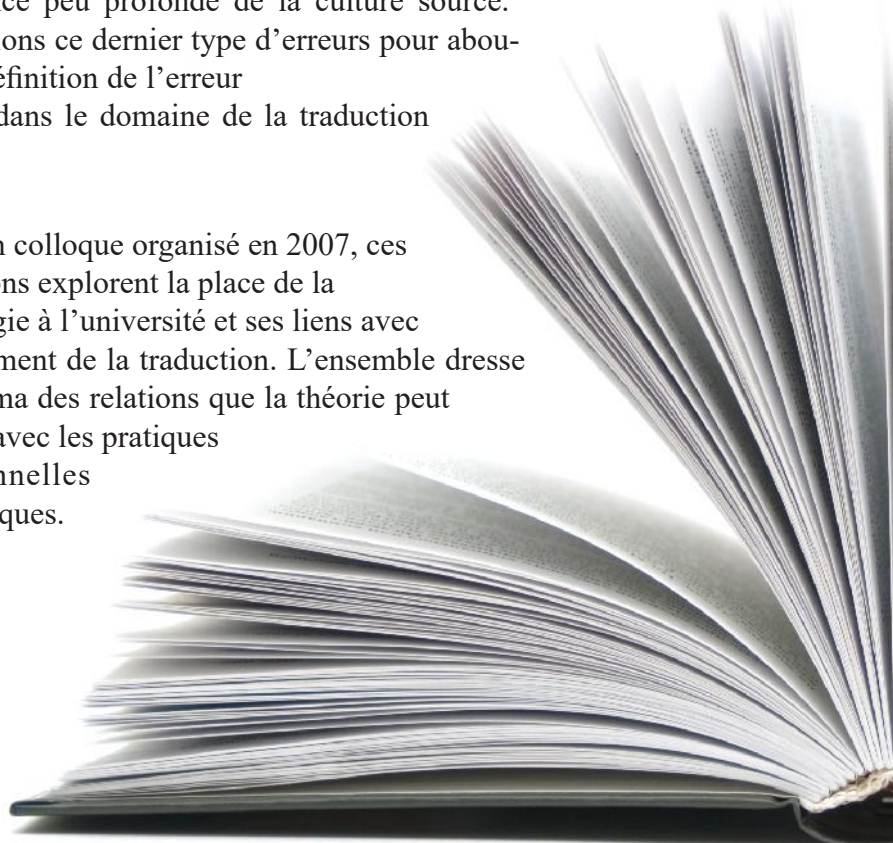 ce peu profonde de la culture source.
ons ce dernier type d’erreurs pour abou-
éfinition de l’erreur
dans le domaine de la traduction
n colloque organisé en 2007, ces
ns explorent la place de la
gie à l’université et ses liens avec
ment de la traduction. L’ensemble dresse
ma des relations que la théorie peut
avec les pratiques
nnelles
ques.